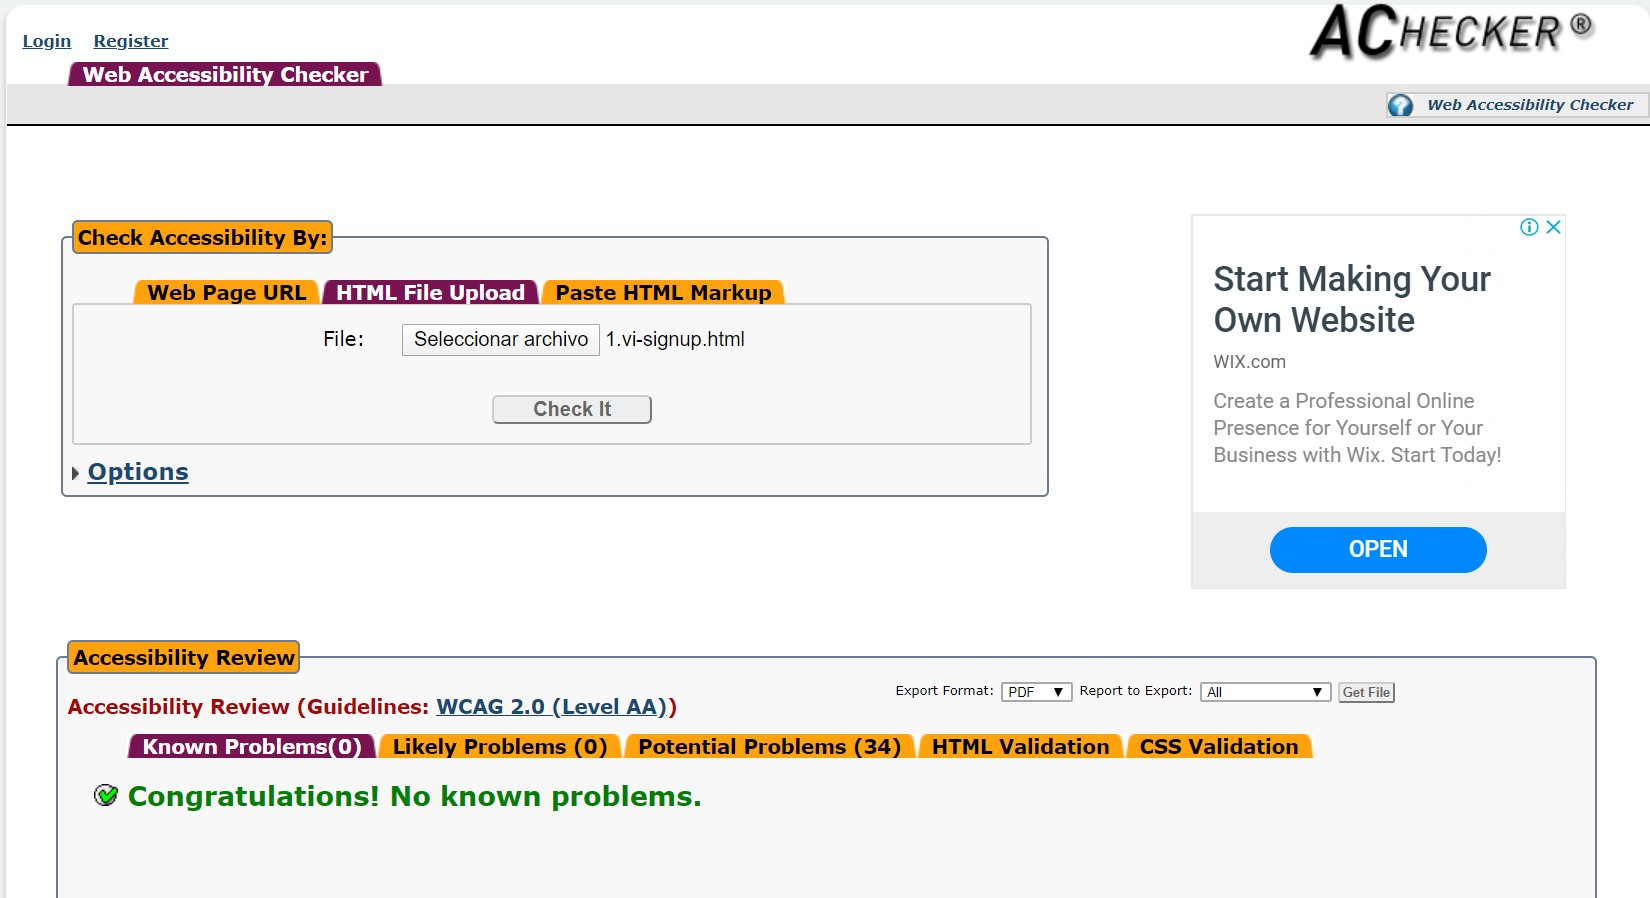 Login Register
ACHECKER ®
Web Accessibility Checker
Web Accessibility Checker
Check Accessibility By:
Web Page URL HTML File Upload Paste HTML Markup
File: Seleccionar archivo 1.vi-signup.html
Check It
Options
Start Making Your
Own Website
WIX.com
Create a Professional Online
Presence for Yourself or Your
Business with Wix. Start Today!
OPEN
Accessibility Review
Export Format: PDF Report to Export: All Get File
Accessibility Review (Guidelines: WCAG 2.0 (Level AA))
Known Problems(0) Likely Problems (0) Potential Problems (34) HTML Validation CSS Validation
Congratulations! No known problems.